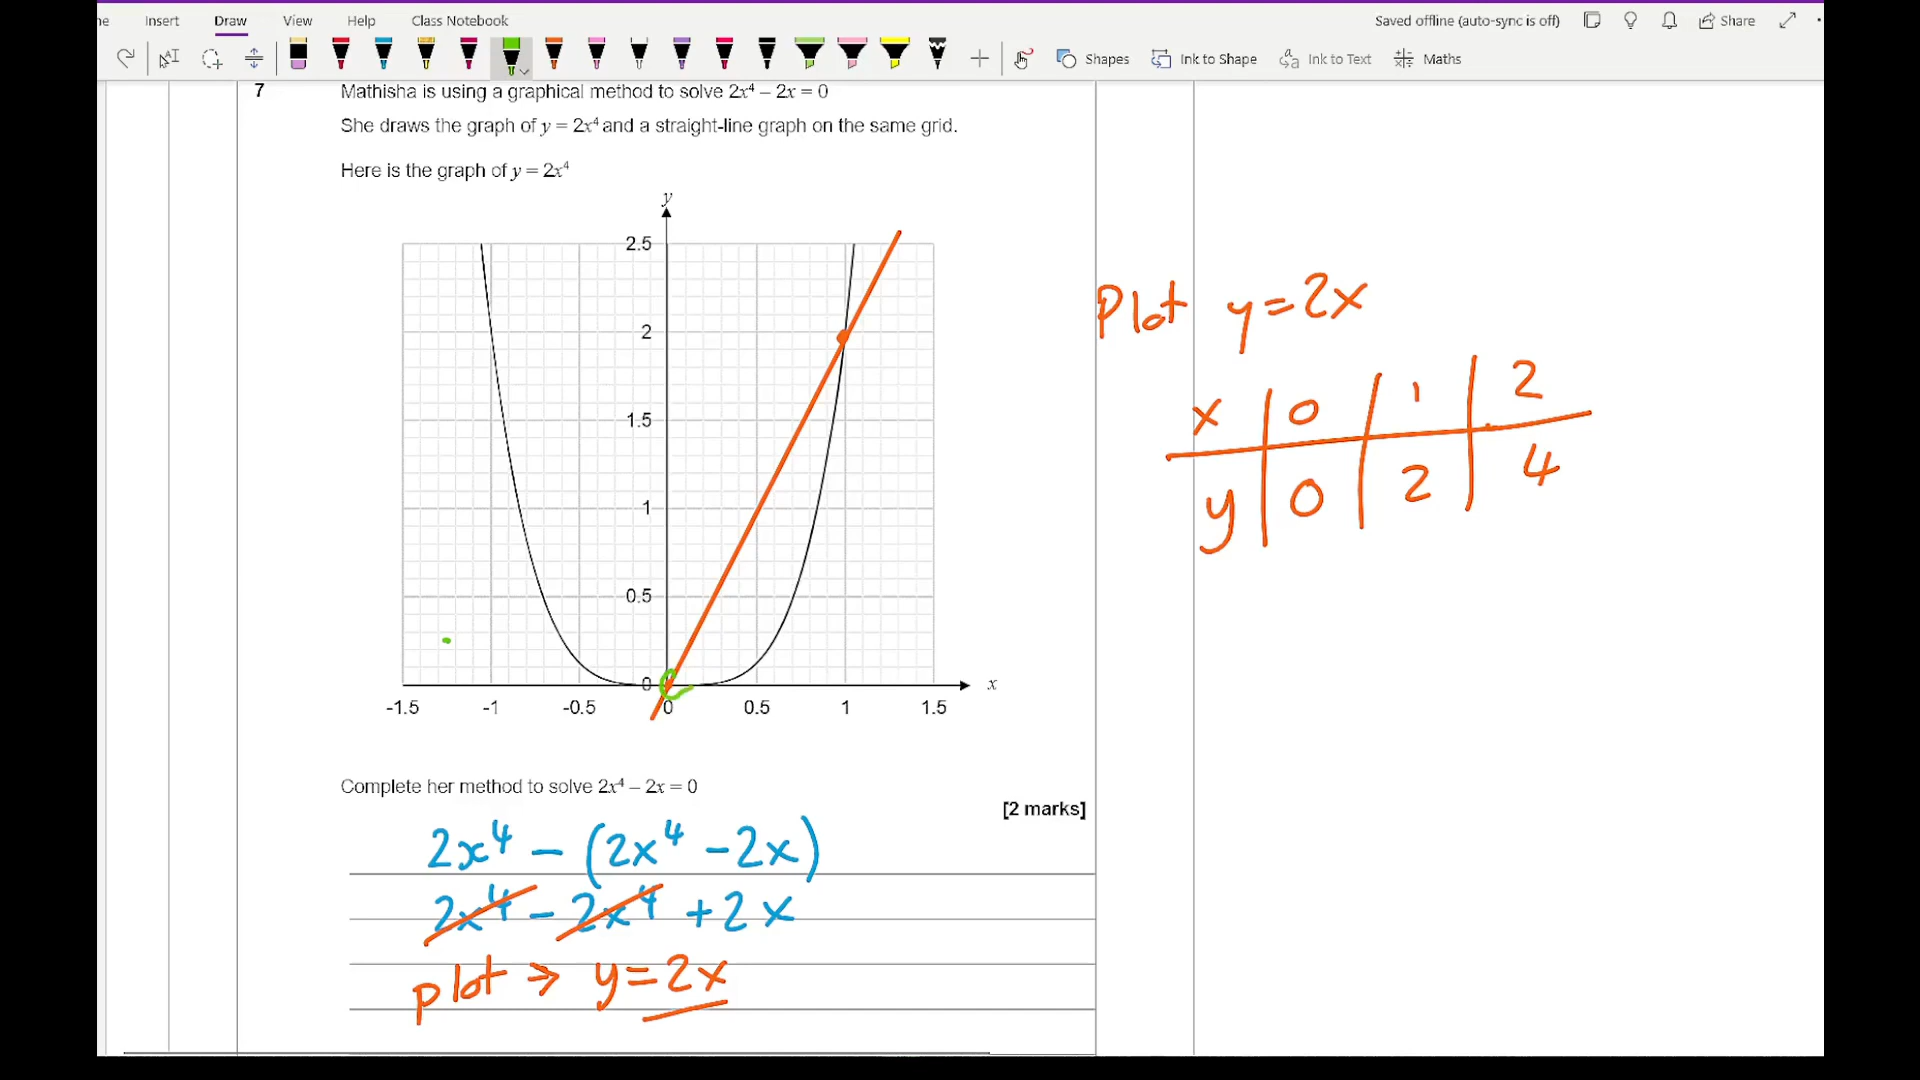 Insert Draw View Help Class Notebook Saved offline (auto-sync is off) Share
Shapes Ink to Shape Ink to Text Maths
7 Mathisha is using a graphical method to solve 2x⁴ – 2x = 0
She draws the graph of y = 2x⁴ and a straight-line graph on the same grid.
Here is the graph of y = 2x⁴
y
2.5
2
1.5
1
0.5
0
-1.5 -1 -0.5 0 0.5 1 1.5
x
Plot y=2x
x 0 1 2
y 0 2 4
Complete her method to solve 2x⁴ – 2x = 0
[2 marks]
2x⁴ – (2x⁴ –2x)
2x⁴ – 2x⁴ +2x
plot ⇒ y=2x